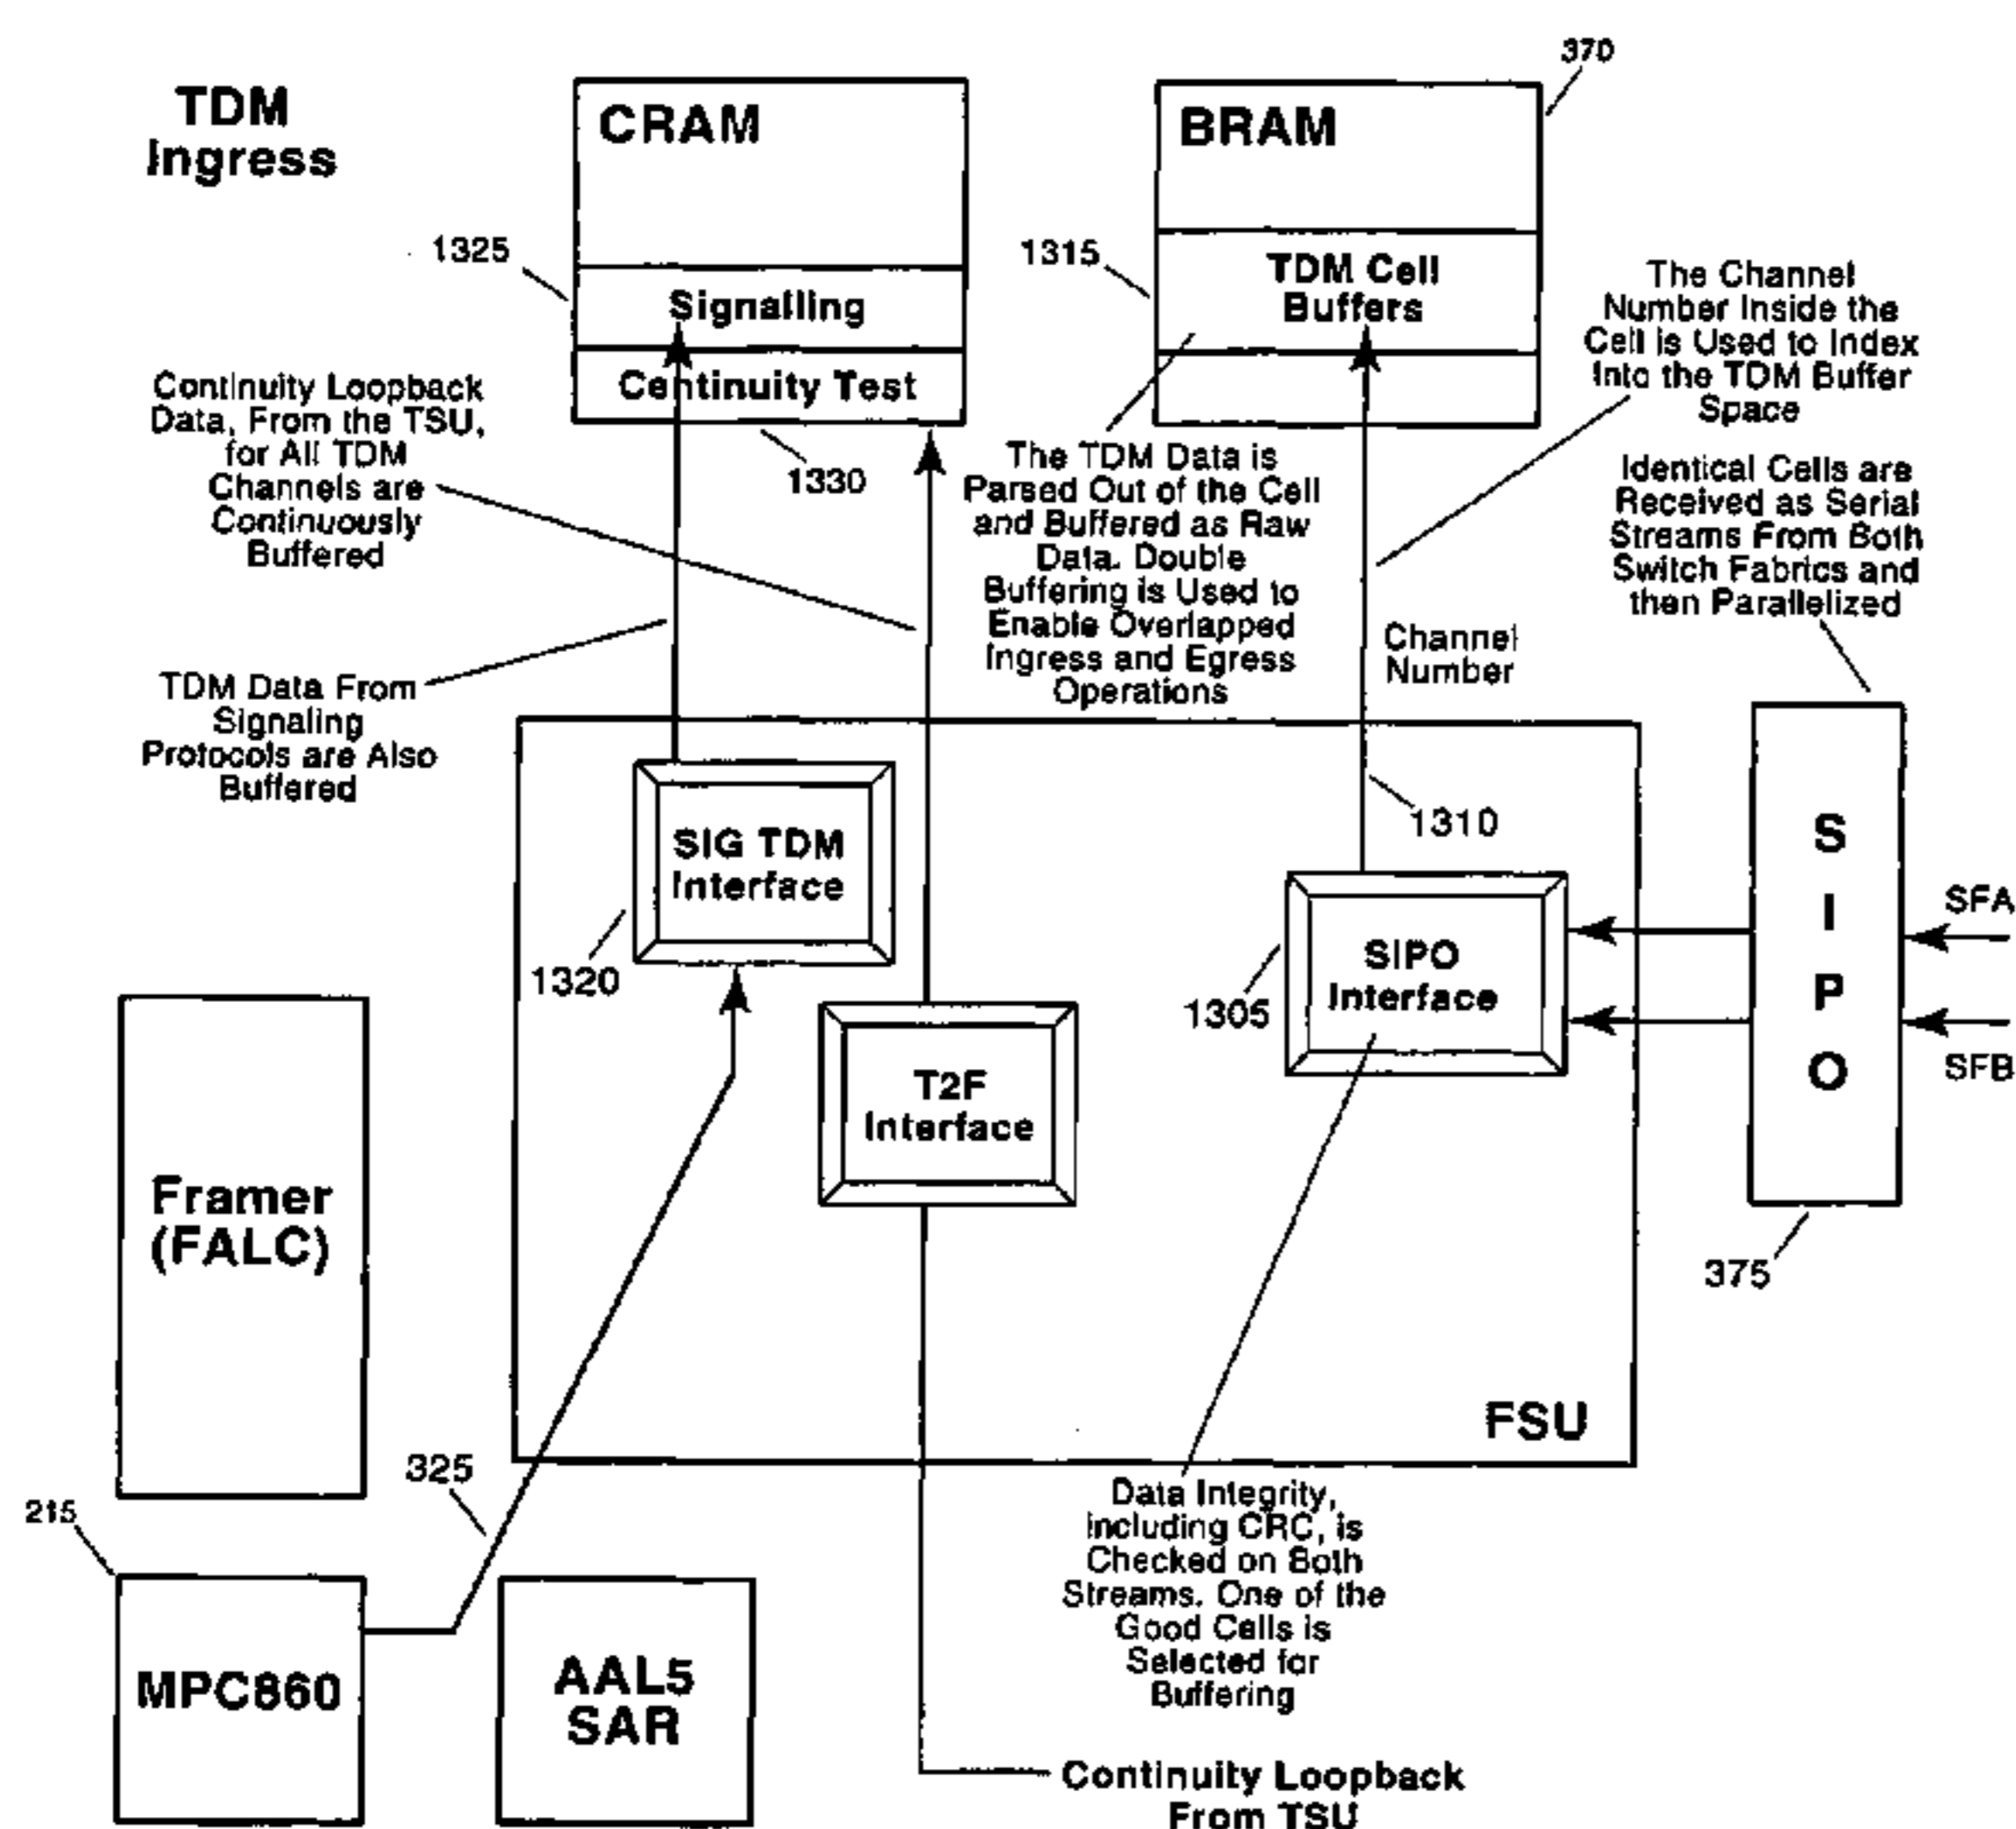 TDM
Ingress
CRAM
Signalling
Centinuity Test
1325
1330
370
BRAM
TDM Cell
Buffers
1315
The Channel
Number Inside the
Cell is Used to Index
Into the TDM Buffer
Space
Continuity Loopback
Data, From the TSU,
for All TDM
Channels are
Continuously
Buffered
The TDM Data is
Parsed Out of the Cell
and Buffered as Raw
Data. Double
Buffering is Used to
Enable Overlapped
Ingress and Egress
Operations
Identical Cells are
Received as Serial
Streams From Both
Switch Fabrics and
then Parallelized
Channel
Number
TDM Data From
Signaling
Protocols are Also
Buffered
SIG TDM
Interface
1320
1310
SIPO
Interface
1305
T2F
Interface
S
I
P
O
SFA
SFB
375
Framer
(FALC)
FSU
325
215
MPC860
AAL5
SAR
Data Integrity,
including CRC, is
Checked on Both
Streams. One of the
Good Cells is
Selected for
Buffering
Continuity Loopback
From TSU